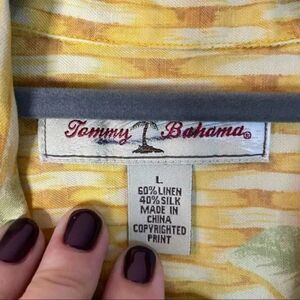 Tommy Bahama®
L
60% LINEN
40% SILK
MADE IN
CHINA
COPYRIGHTED
PRINT